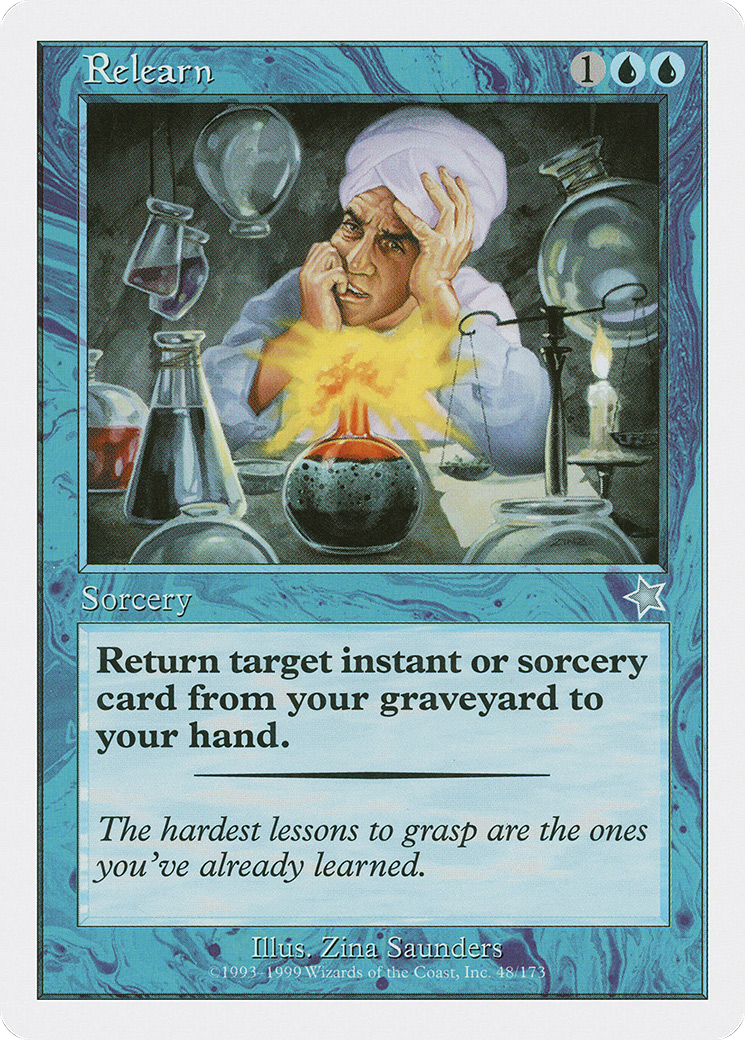 Relearn 1
Sorcery
Return target instant or sorcery
card from your graveyard to
your hand.
The hardest lessons to grasp are the ones
you've already learned.
Illus. Zina Saunders
©1993–1999 Wizards of the Coast, Inc. 48/173